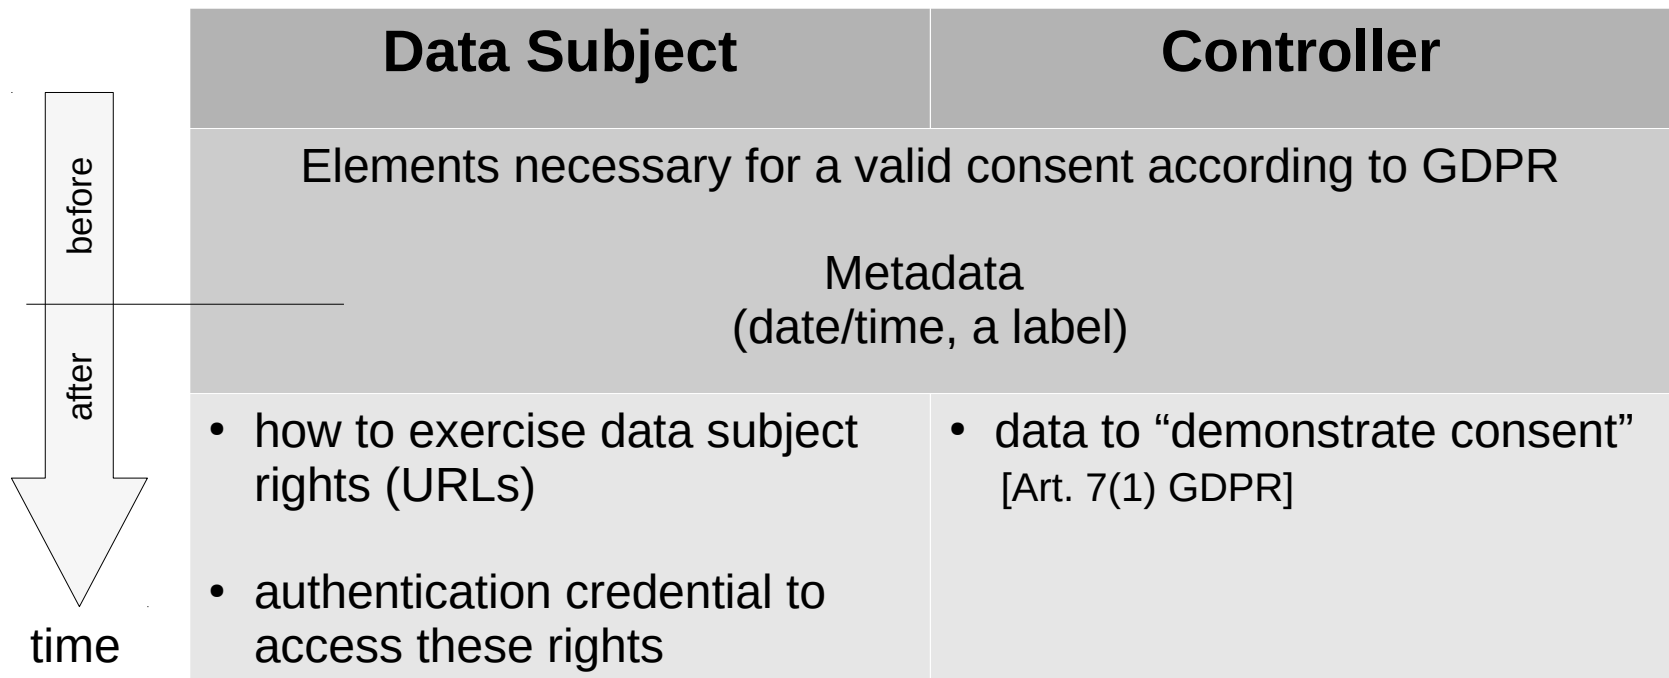 Data Subject
Controller
before
Elements necessary for a valid consent according to GDPR
Metadata
(date/time, a label)
after
• how to exercise data subject
rights (URLs)
• authentication credential to
access these rights
• data to “demonstrate consent”
[Art. 7(1) GDPR]
time